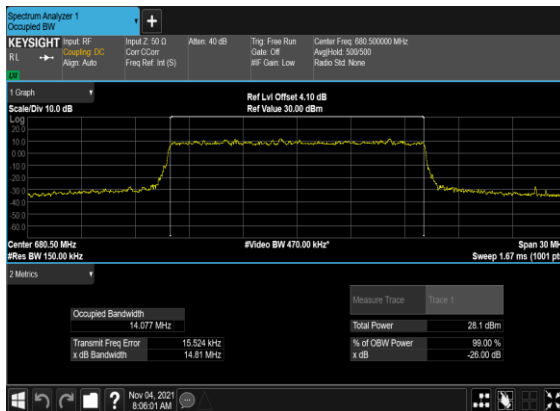 Spectrum Analyzer 1
Occupied BW
KEYSIGHT
RL
Input: RF
Coupling: DC
Align: Auto
Input Z: 50 Ω
Corr CCorr
Freq Ref: Int (S)
Atten: 40 dB
Trig: Free Run
Gate: Off
#IF Gain: Low
Center Freq: 680.500000 MHz
Avg|Hold: 500/500
Radio Std: None
1 Graph
Scale/Div 10.0 dB
Ref Lvl Offset 4.10 dB
Ref Value 30.00 dBm
Log
20.0
10.0
0.00
-10.0
-20.0
-30.0
-40.0
-50.0
-60.0
Center 680.50 MHz
#Res BW 150.00 kHz
#Video BW 470.00 kHz*
Span 30 MH
Sweep 1.67 ms (1001 pt
2 Metrics
Measure Trace
Trace 1
Occupied Bandwidth
14.077 MHz
Total Power
28.1 dBm
Transmit Freq Error
15.524 kHz
% of OBW Power
99.00 %
x dB Bandwidth
14.81 MHz
x dB
-26.00 dB
Nov 04, 2021
8:06:01 AM